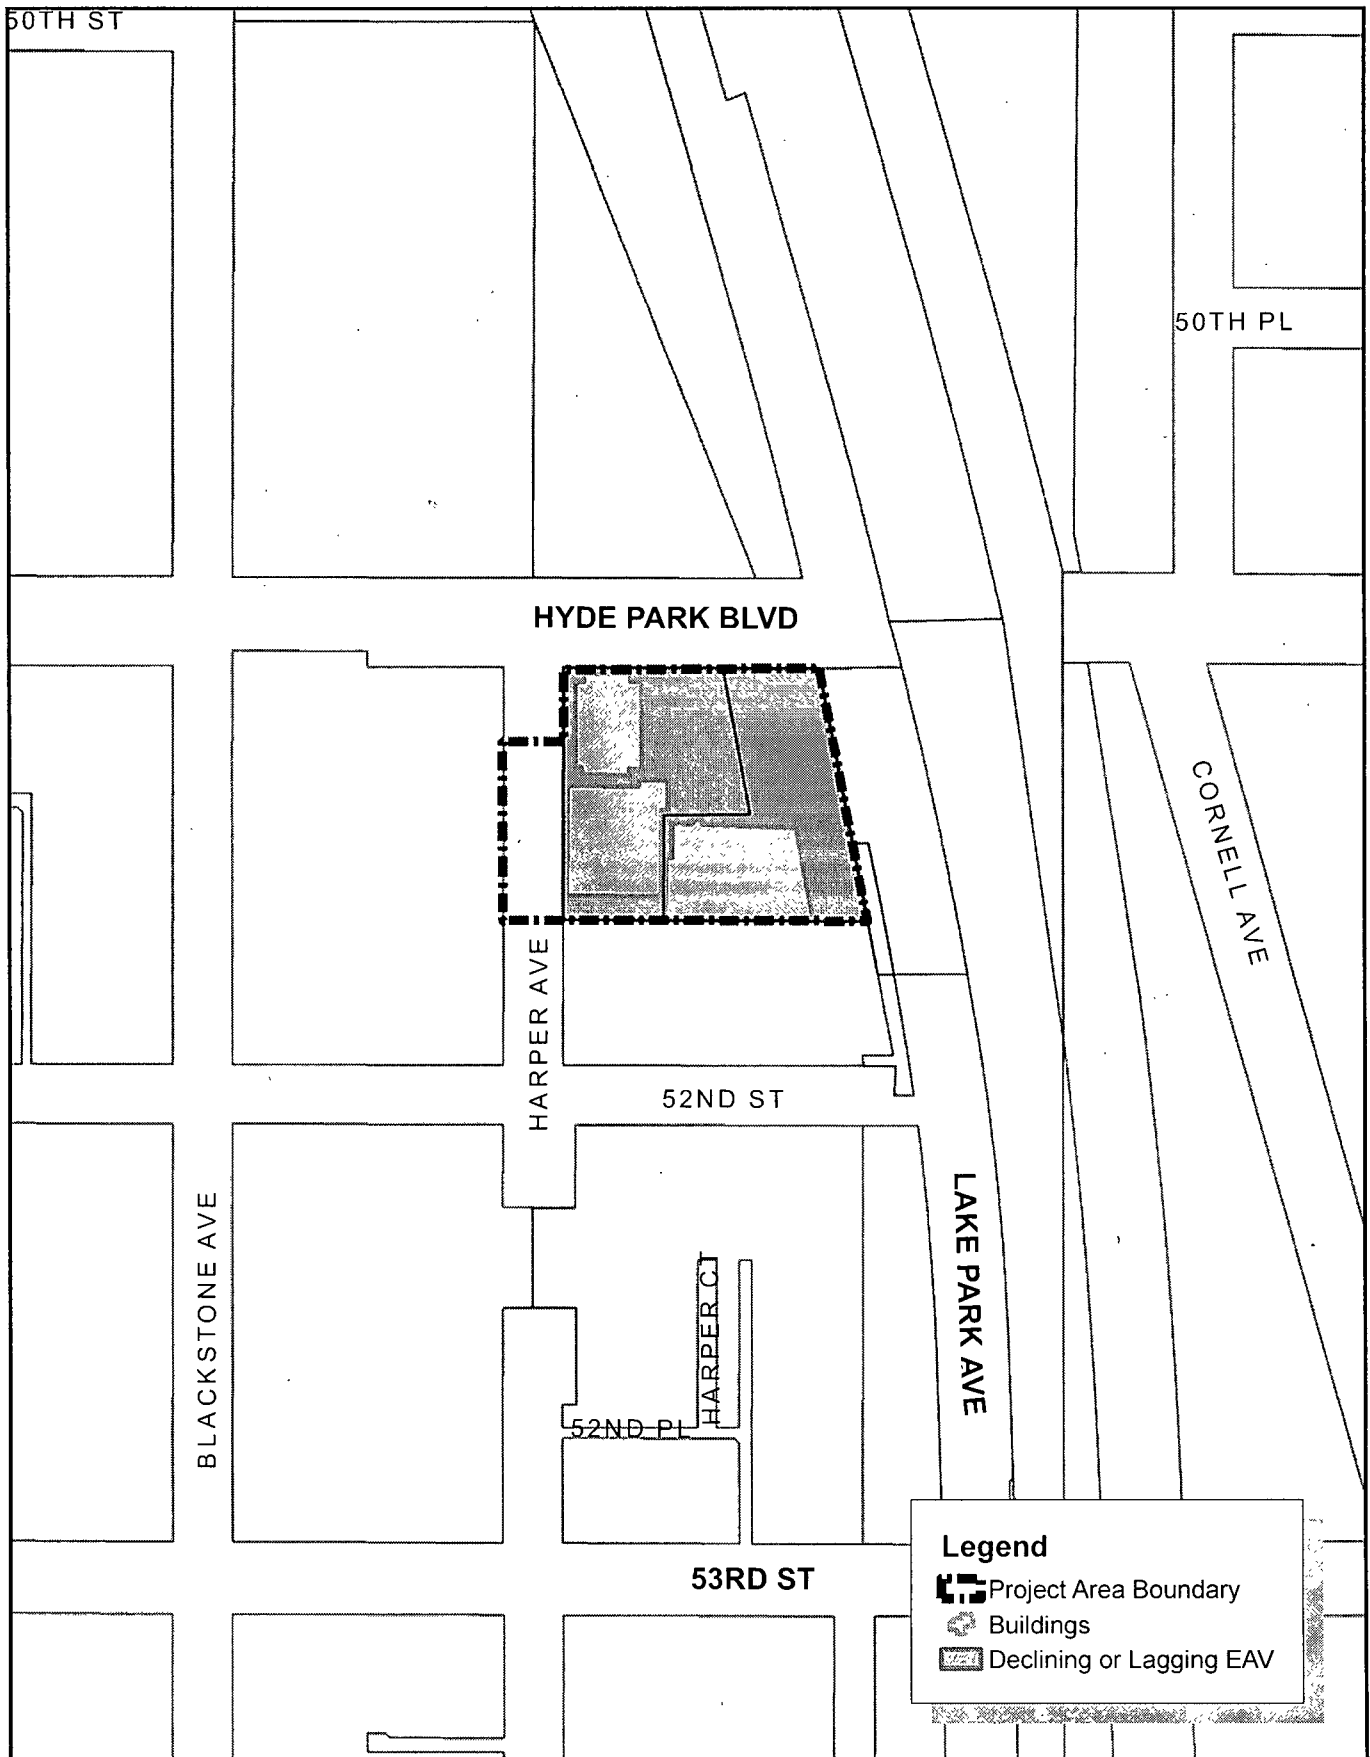 50TH ST
50TH PL
HYDE PARK BLVD
CORNELL AVE
HARPER AVE
52ND ST
LAKE PARK AVE
BLACKSTONE AVE
HARPER CT
52ND PL
53RD ST
Legend
Project Area Boundary
Buildings
Declining or Lagging EAV